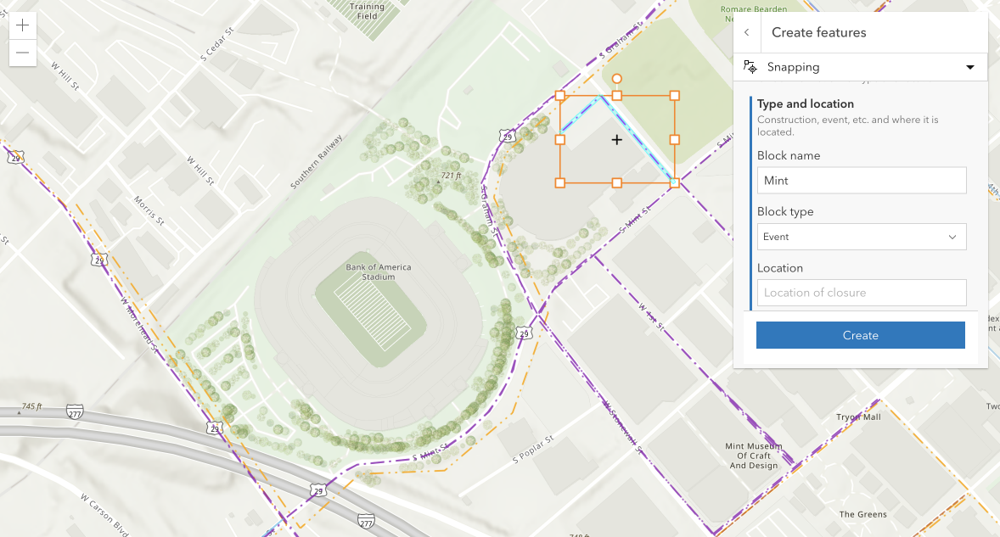 Training
Field
Romare Bearden
S Cedar St
S Graham St
W Hill St
29
Southern Railway
29
721 ft
W Hill St
S Graham St
Morris St
S Mint St
29
Bank of America
Stadium
W Morehead St
W 1st St
29
745 ft
277
29
W Stonewall St
Tryon Mall
S Mint St
S Poplar St
Mint Museum
Of Craft
And Design
29
W Carson Blvd
277
The Greens
748 ft
Create features
Snapping
Type and location
Construction, event, etc. and where it is
located.
Block name
Mint
Block type
Event
Location
Location of closure
Create